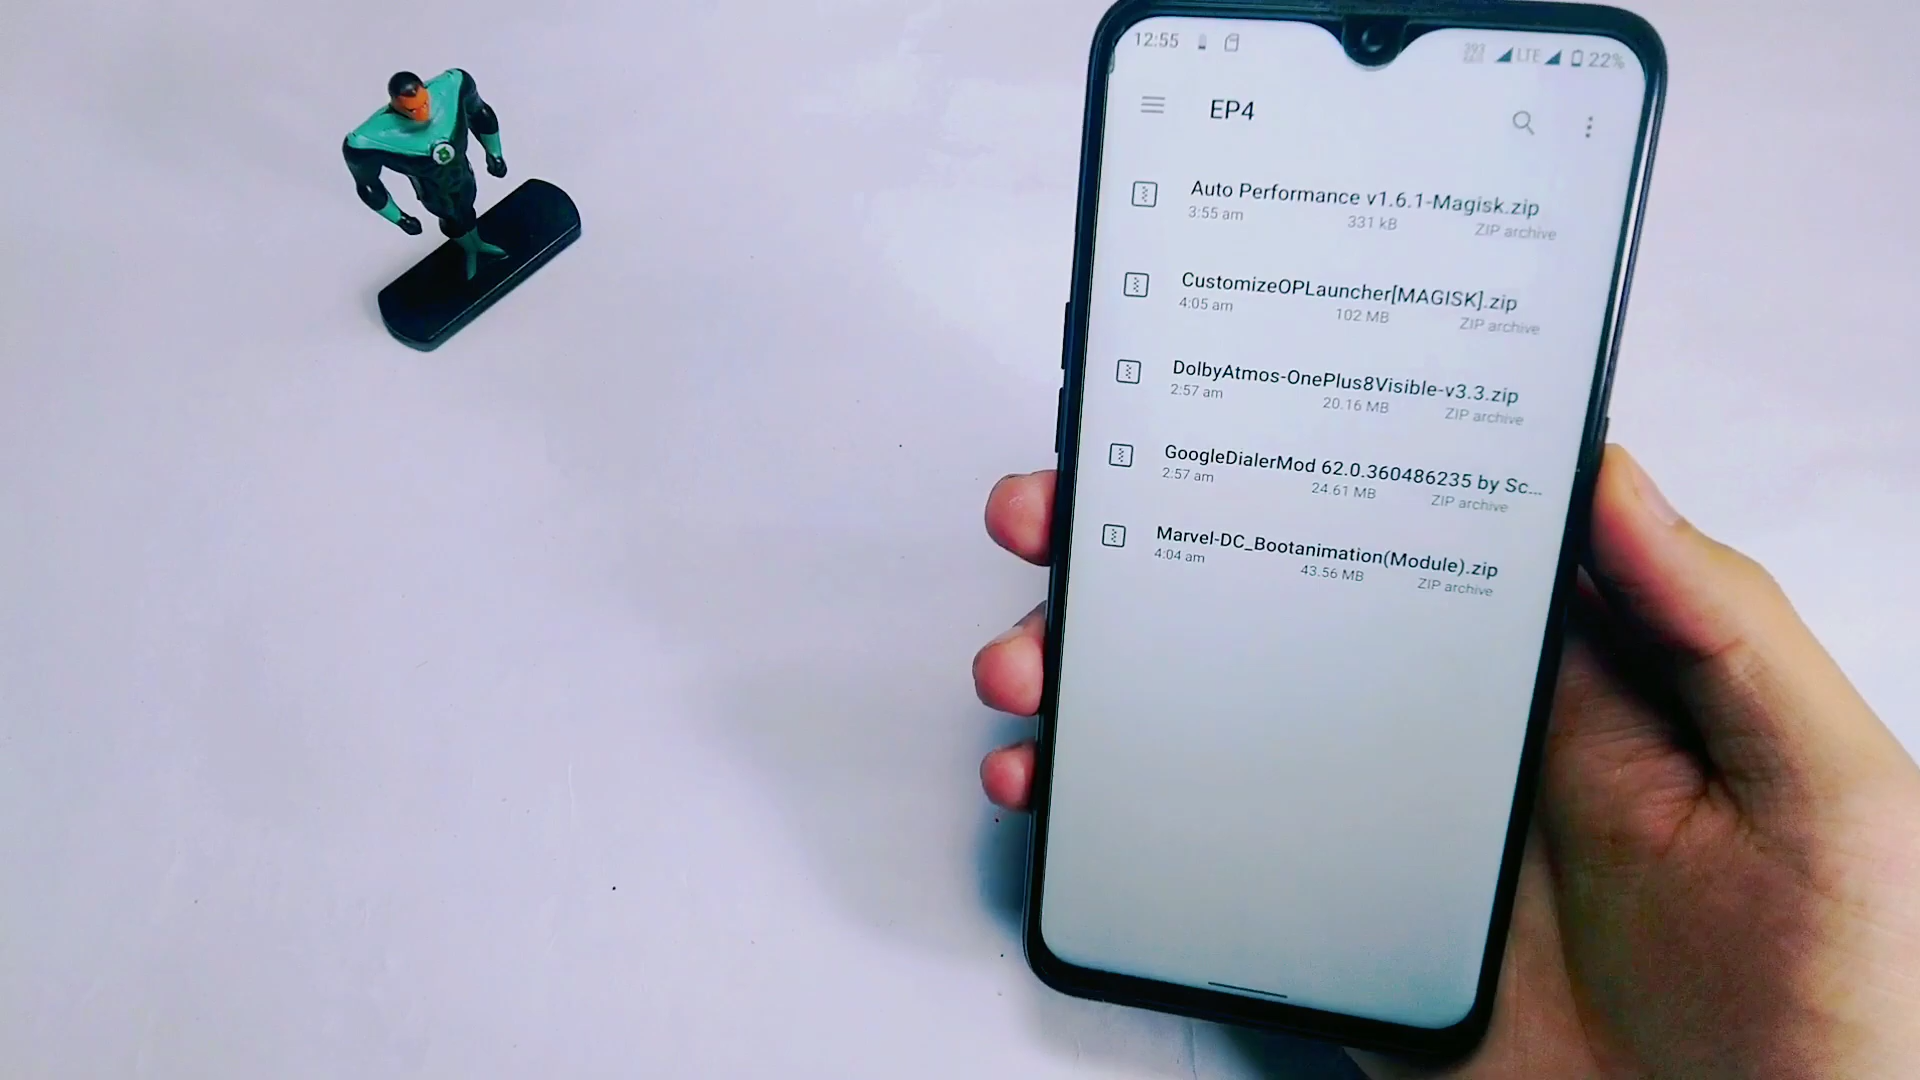 12:55
LTE 22%
EP4
Auto Performance v1.6.1-Magisk.zip
3:55 am 331 kB ZIP archive
CustomizeOPLauncher[MAGISK].zip
4:05 am 102 MB ZIP archive
DolbyAtmos-OnePlus8Visible-v3.3.zip
2:57 am 20.16 MB ZIP archive
GoogleDialerMod 62.0.360486235 by Sc...
2:57 am 24.61 MB ZIP archive
Marvel-DC_Bootanimation(Module).zip
4:04 am 43.56 MB ZIP archive